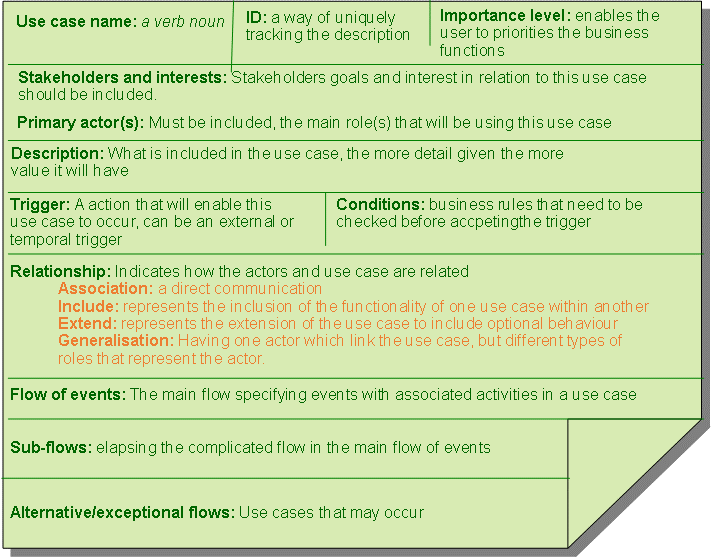 Use case name: a verb noun
ID: a way of uniquely
tracking the description
Importance level: enables the
user to priorities the business
functions
Stakeholders and interests: Stakeholders goals and interest in relation to this use case
should be included.
Primary actor(s): Must be included, the main role(s) that will be using this use case
Description: What is included in the use case, the more detail given the more
value it will have
Trigger: A action that will enable this
use case to occur, can be an external or
temporal trigger
Conditions: business rules that need to be
checked before accpetingthe trigger
Relationship: Indicates how the actors and use case are related
Association: a direct communication
Include: represents the inclusion of the functionality of one use case within another
Extend: represents the extension of the use case to include optional behaviour
Generalisation: Having one actor which link the use case, but different types of
roles that represent the actor.
Flow of events: The main flow specifying events with associated activities in a use case
Sub-flows: elapsing the complicated flow in the main flow of events
Alternative/exceptional flows: Use cases that may occur